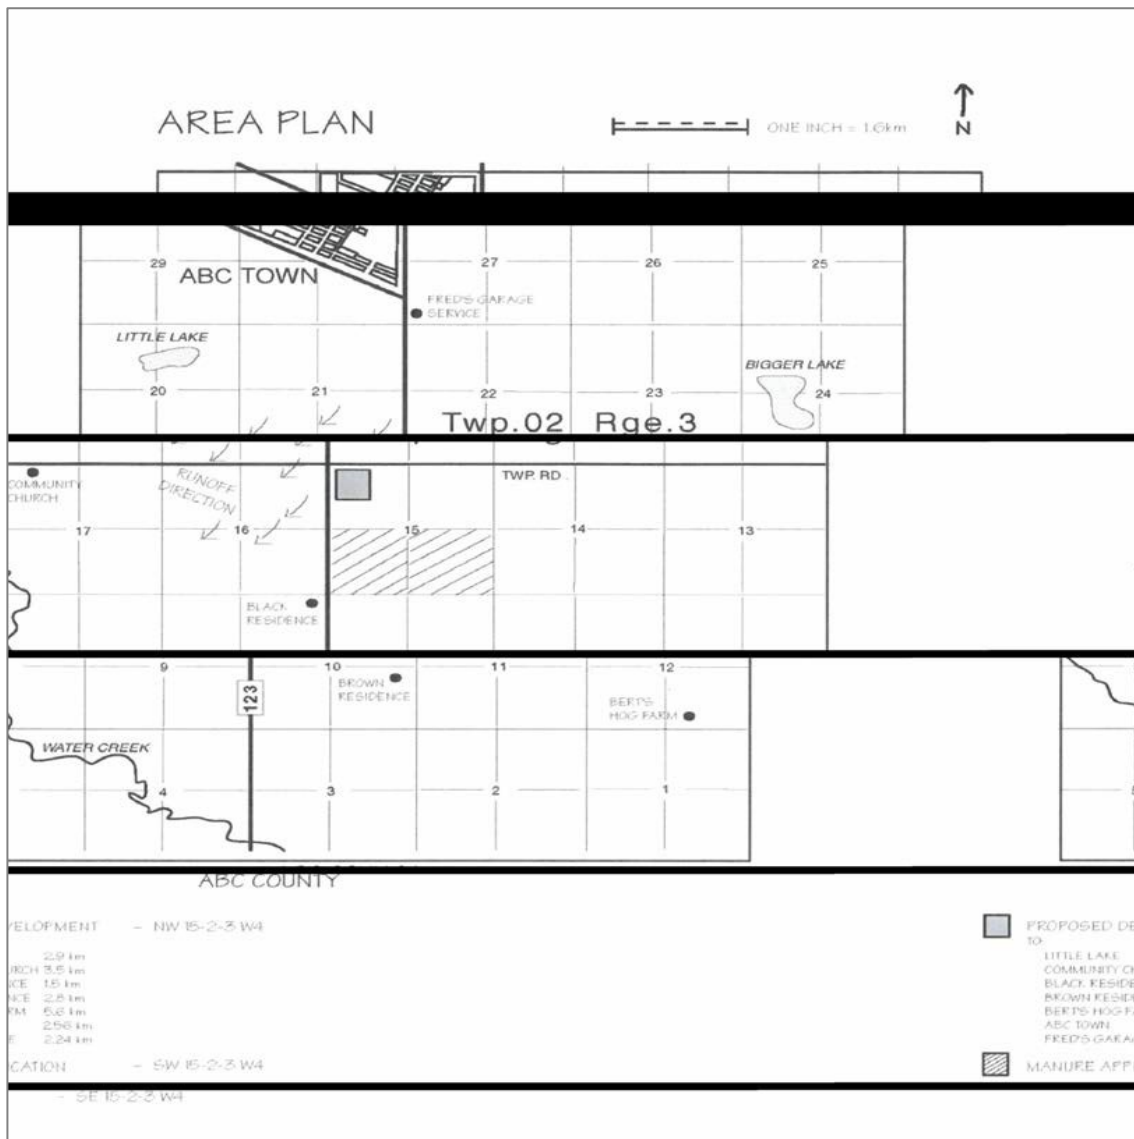 AREA PLAN
ONE INCH = 1.6km
N
29
27
26
25
ABC TOWN
FRED'S GARAGE
SERVICE
LITTLE LAKE
BIGGER LAKE
20
21
22
23
24
Twp.02 Rge.3
COMMUNITY
CHURCH
RUNOFF
DIRECTION
TWP. RD.
17
16
15
14
13
BLACK
RESIDENCE
9
10
11
12
123
BROWN
RESIDENCE
BERT'S
HOG FARM
WATER CREEK
4
3
2
1
ABC COUNTY
VELOPMENT - NW 15-2-3 W4
PROPOSED DE
TO:
2.9 km
LITTLE LAKE
URCH 3.5 km
COMMUNITY CH
NCE 1.5 km
BLACK RESIDE
NCE 2.8 km
BROWN RESID
RM 5.6 km
BERT'S HOG FA
2.56 km
ABC TOWN
E 2.24 km
FRED'S GARA
CATION - SW 15-2-3 W4
MANURE APP
- SE 15-2-3 W4